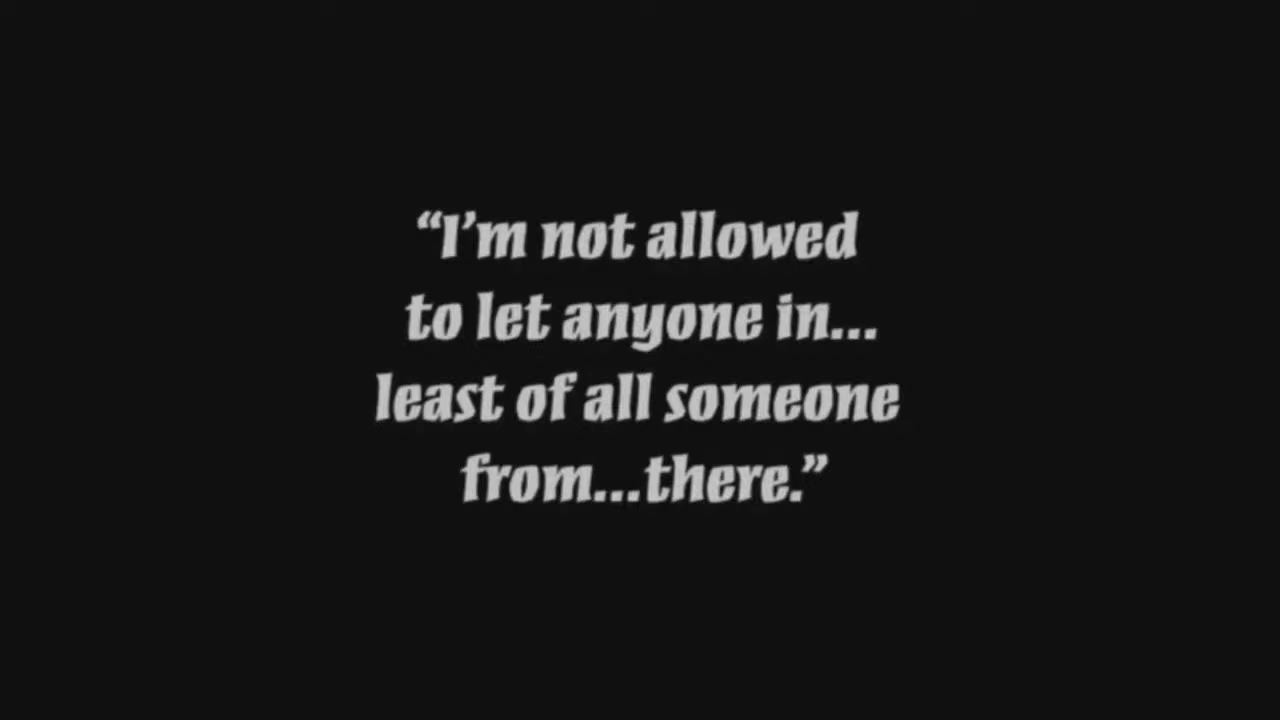 “I’m not allowed
to let anyone in...
least of all someone
from...there.”